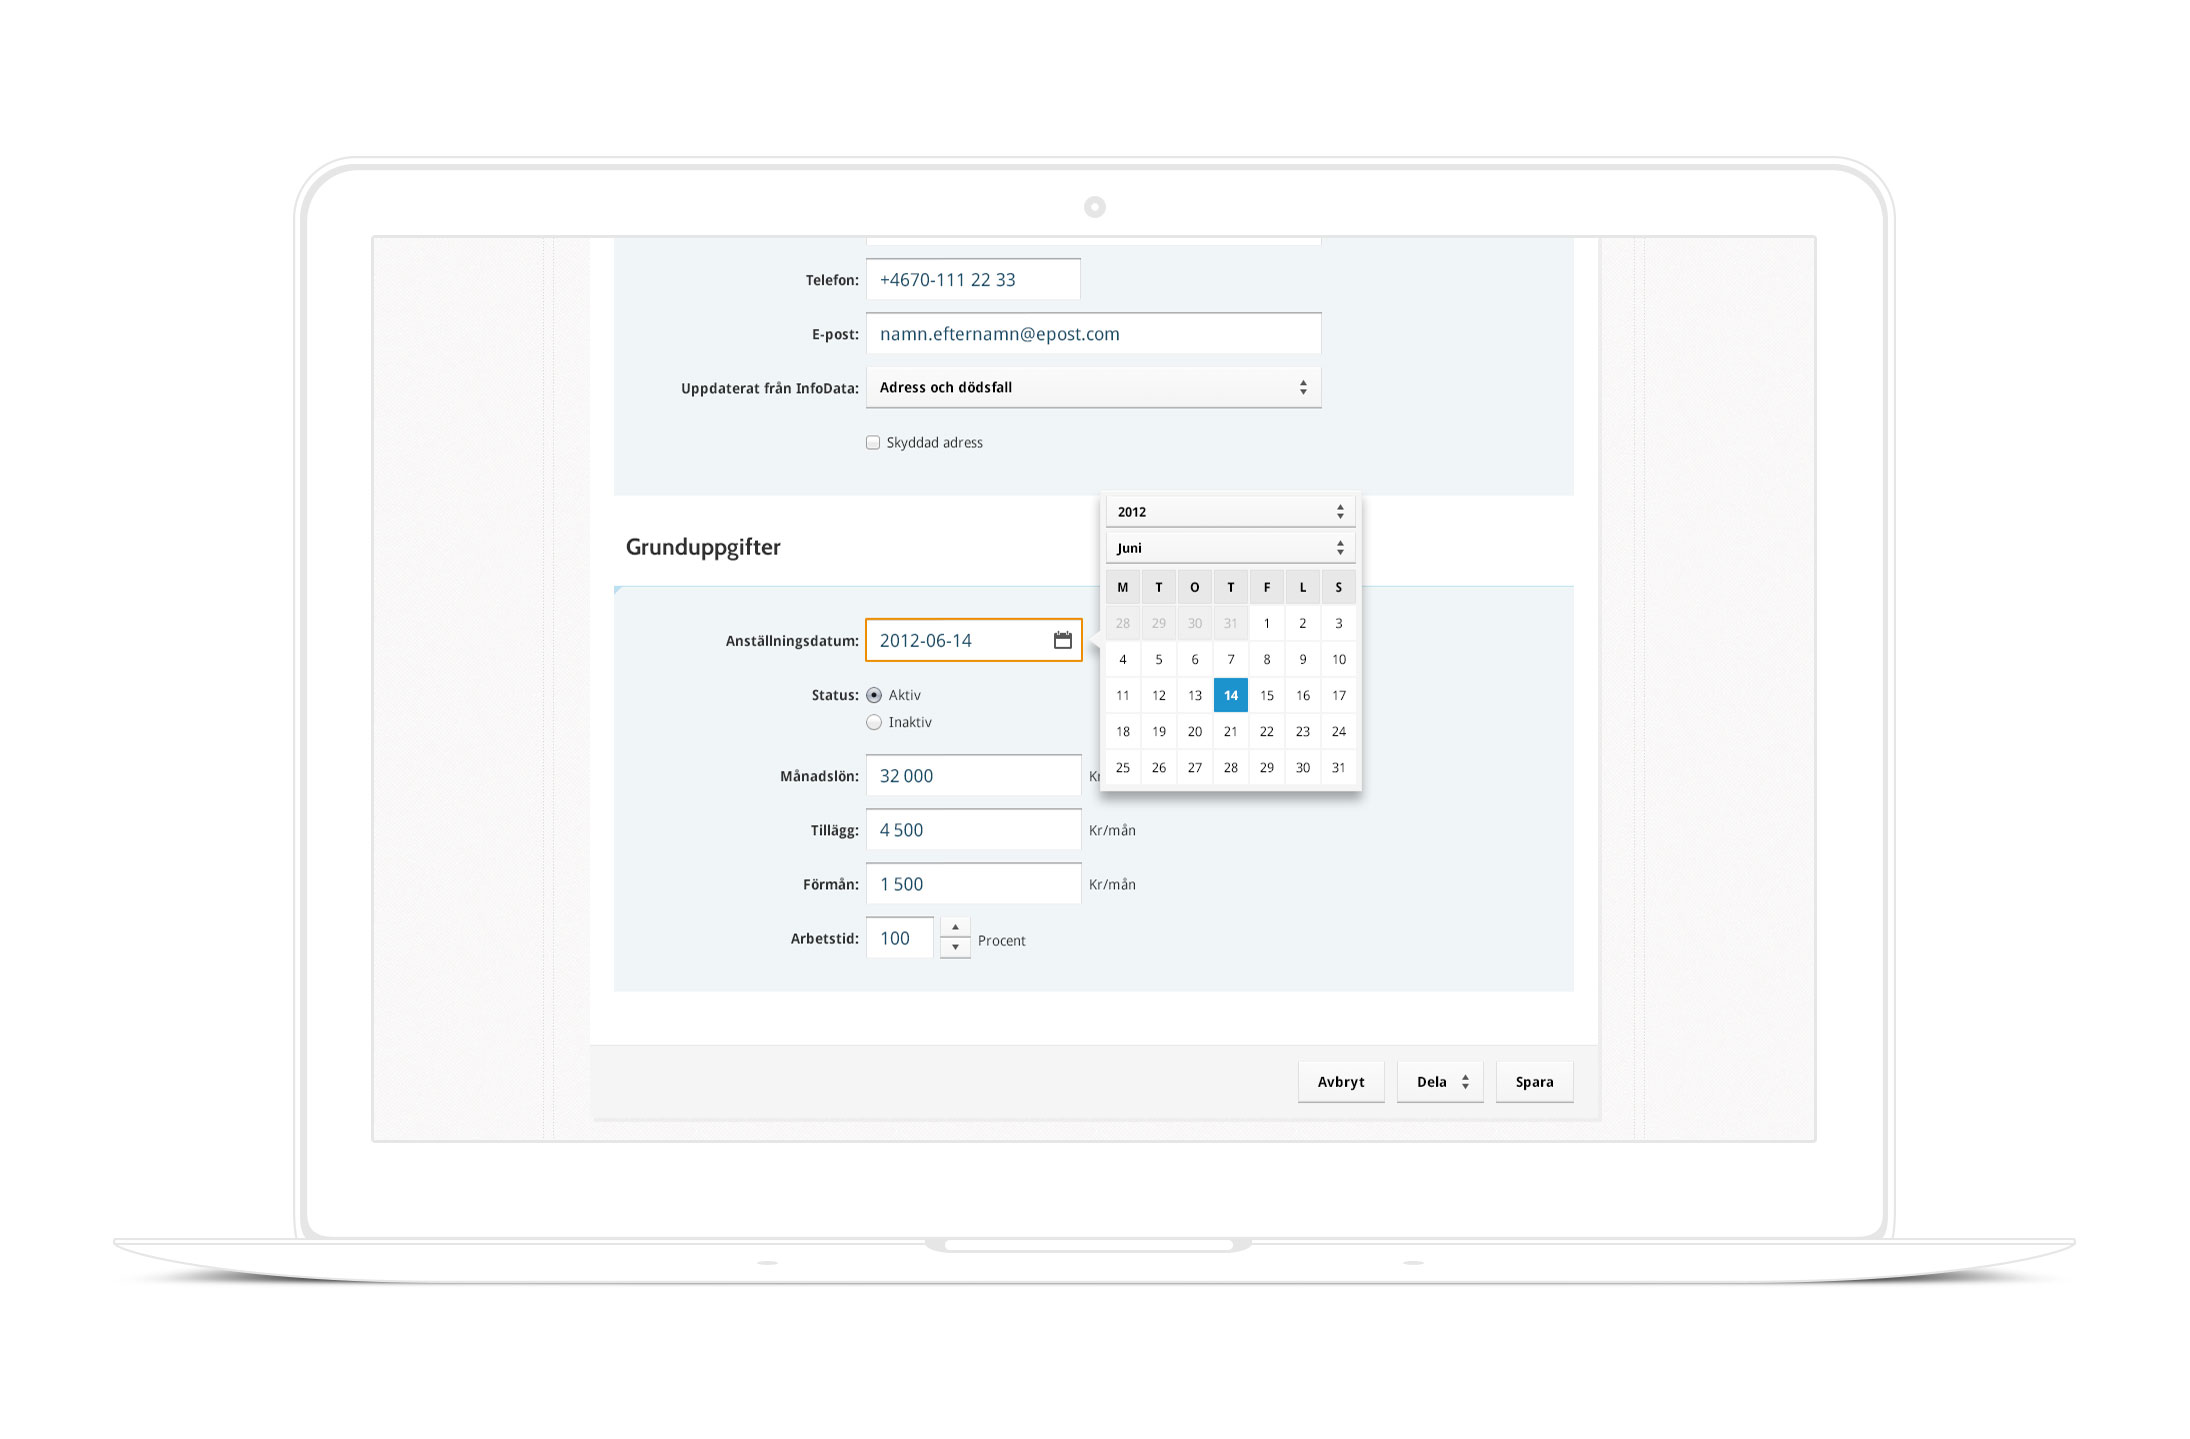 Telefon: +4670-111 22 33
E-post: namn.efternamn@epost.com
Uppdaterat från InfoData: Adress och dödsfall
Skyddad adress
Grunduppgifter
Anställningsdatum: 2012-06-14
Status: Aktiv
Inaktiv
Månadslön: 32 000
Tillägg: 4 500 Kr/mån
Förmån: 1 500 Kr/mån
Arbetstid: 100 Procent
2012
Juni
M T O T F L S
28 29 30 31 1 2 3
4 5 6 7 8 9 10
11 12 13 14 15 16 17
18 19 20 21 22 23 24
25 26 27 28 29 30 31
Avbryt Dela Spara